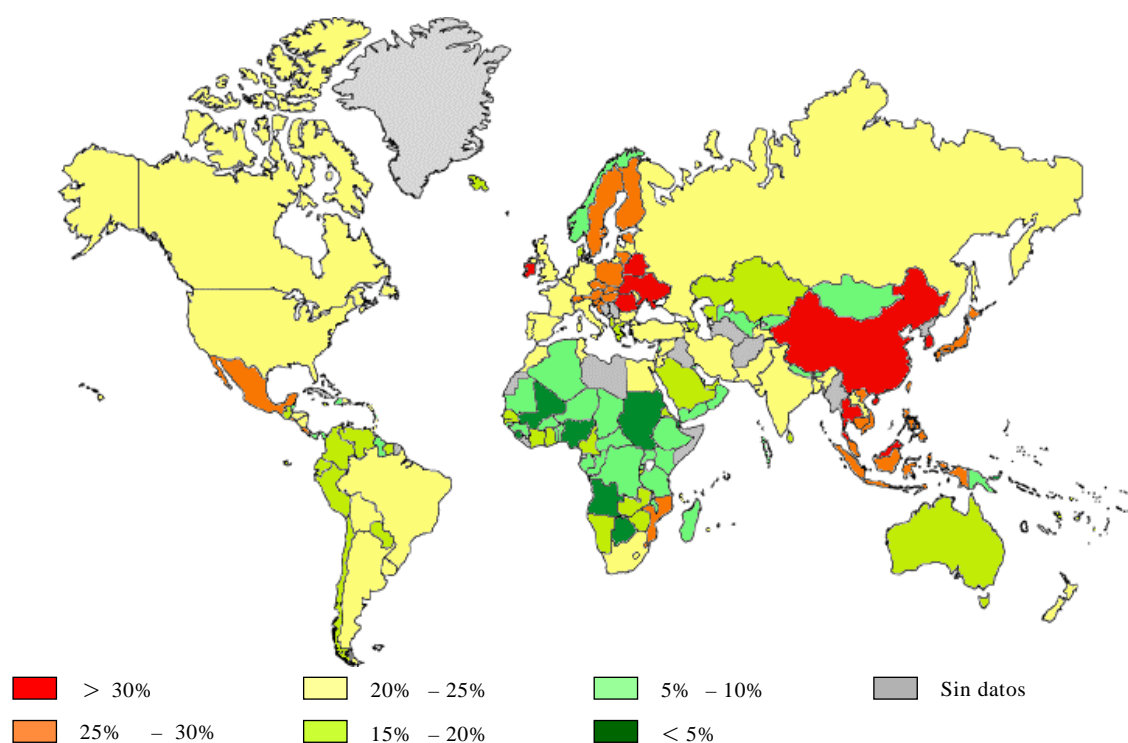 > 30%
20% – 25%
5% – 10%
Sin datos
25% – 30%
15% – 20%
< 5%